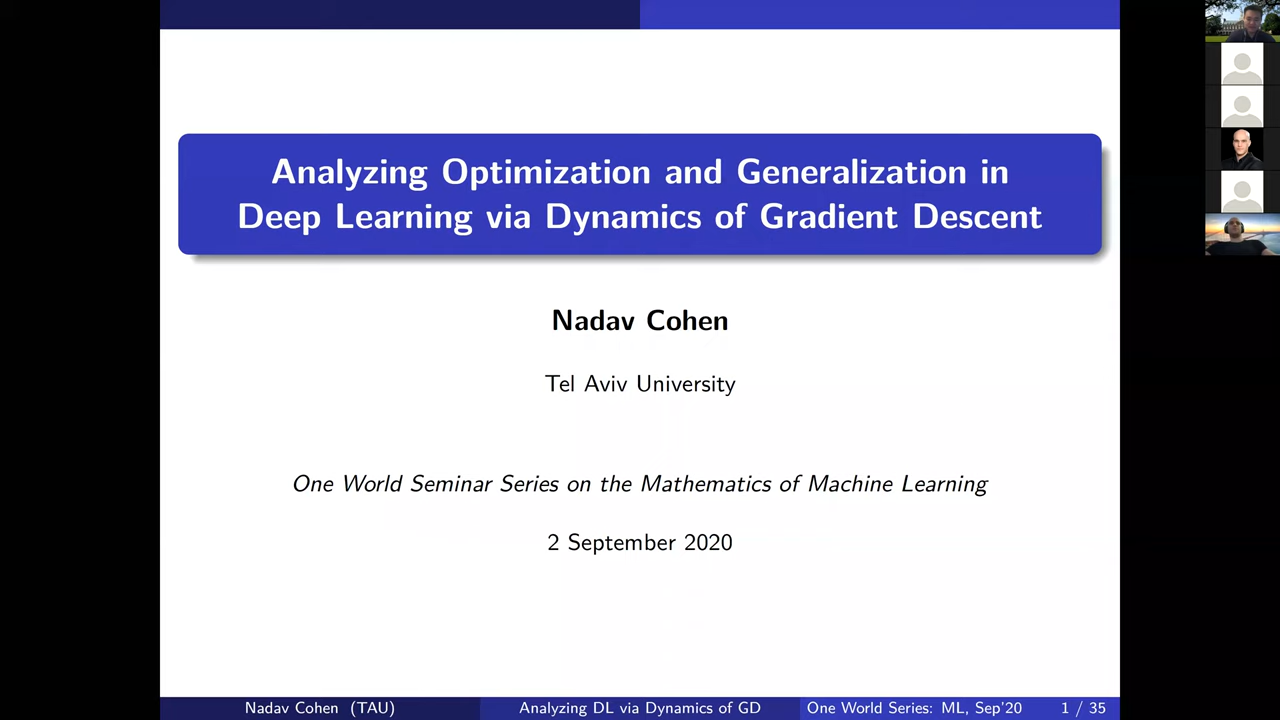 Analyzing Optimization and Generalization in
Deep Learning via Dynamics of Gradient Descent
Nadav Cohen
Tel Aviv University
One World Seminar Series on the Mathematics of Machine Learning
2 September 2020
Nadav Cohen (TAU)
Analyzing DL via Dynamics of GD
One World Series: ML, Sep'20
1 / 35